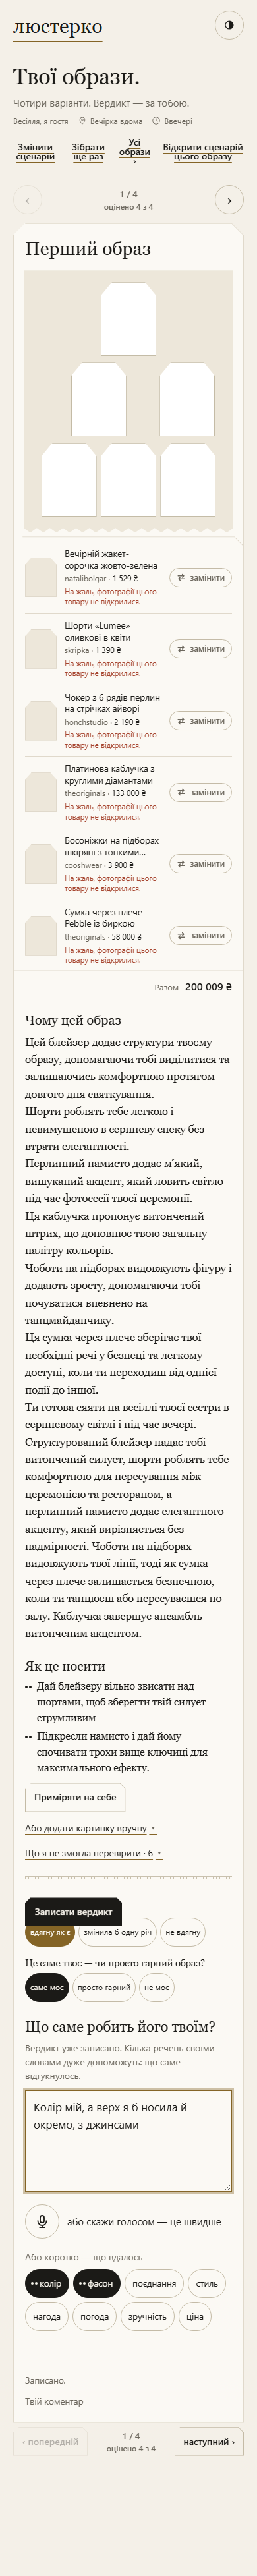 люстерко
Твої образи.
Чотири варіанти. Вердикт — за тобою.
Весілля, я гостя Вечірка вдома Ввечері
Змінити сценарій
Зібрати ще раз
Усі образи ›
Відкрити сценарій цього образу
‹
1 / 4
оцінено 4 з 4
›
Перший образ
Вечірній жакет-
сорочка жовто-зелена
natalibolgar · 1 529 ₴
На жаль, фотографії цього
товару не відкрилися.
замінити
Шорти «Lumee»
оливкові в квіти
skripka · 1 390 ₴
На жаль, фотографії цього
товару не відкрилися.
замінити
Чокер з 6 рядів перлин
на стрічках айворі
honchstudio · 2 190 ₴
На жаль, фотографії цього
товару не відкрилися.
замінити
Платинова каблучка з
круглими діамантами
theoriginals · 133 000 ₴
На жаль, фотографії цього
товару не відкрилися.
замінити
Босоніжки на підборах
шкіряні з тонкими...
cooshwear · 3 900 ₴
На жаль, фотографії цього
товару не відкрилися.
замінити
Сумка через плече
Pebble із биркою
theoriginals · 58 000 ₴
На жаль, фотографії цього
товару не відкрилися.
замінити
Разом 200 009 ₴
Чому цей образ
Цей блейзер додає структури твоєму
образу, допомагаючи тобі виділитися та
залишаючись комфортною протягом
довгого дня святкування.
Шорти роблять тебе легкою і
невимушеною в серпневу спеку без
втрати елегантності.
Перлинний намисто додає м'який,
вишуканий акцент, який ловить світло
під час фотосесії твоєї церемонії.
Ця каблучка пропонує витончений
штрих, що доповнює твою загальну
палітру кольорів.
Чоботи на підборах видовжують фігуру і
додають зросту, допомагаючи тобі
почуватися впевнено на
танцмайданчику.
Ця сумка через плече зберігає твої
необхідні речі у безпеці та легкому
доступі, коли ти переходиш від однієї
події до іншої.
Ти готова сяяти на весіллі твоєї сестри в
серпневому світлі і під час вечері.
Структурований блейзер надає тобі
витончений силует, шорти роблять тебе
комфортною для пересування між
церемонією та рестораном, а
перлинний намисто додає елегантного
акценту, який вирізняється без
надмірності. Чоботи на підборах
видовжують твої лінії, тоді як сумка
через плече залишається безпечною,
коли ти танцюєш або пересуваєшся по
залу. Каблучка завершує ансамбль
витонченим акцентом.
Як це носити
Дай блейзеру вільно звисати над
шортами, щоб зберегти твій силует
струмливим
Підкресли намисто і дай йому
спочивати трохи вище ключиці для
максимального ефекту.
Приміряти на себе
Або додати картинку вручну
Що я не змогла перевірити · 6
Записати вердикт
вдягну як є
змінила б одну річ
не вдягну
Це саме твоє — чи просто гарний образ?
саме моє
просто гарний
не моє
Що саме робить його твоїм?
Вердикт уже записано. Кілька речень своїми
словами дуже допоможуть: що саме
відгукнулось.
Колір мій, а верх я б носила й
окремо, з джинсами
або скажи голосом — це швидше
Або коротко — що вдалось
колір
фасон
поєднання
стиль
нагода
погода
зручність
ціна
Записано.
Твій коментар
‹ попередній
1 / 4
оцінено 4 з 4
наступний ›